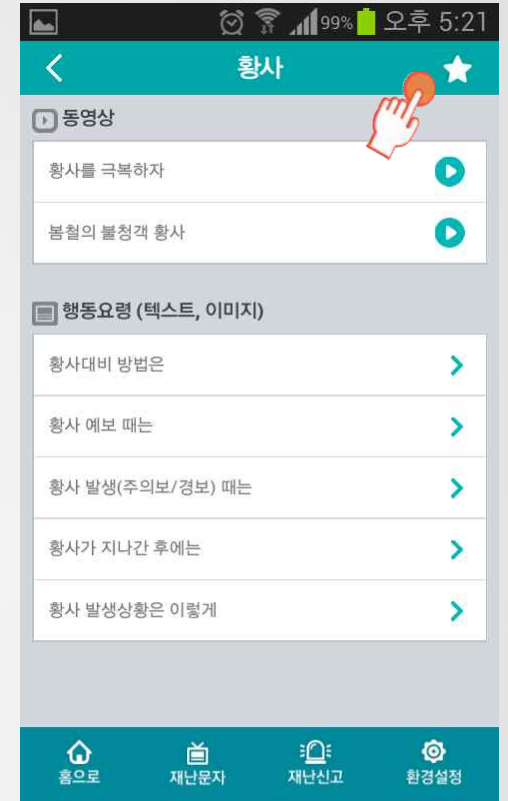 99% 오후 5:21
황사
동영상
황사를 극복하자
봄철의 불청객 황사
행동요령 (텍스트, 이미지)
황사대비 방법은
황사 예보 때는
황사 발생(주의보/경보) 때는
황사가 지나간 후에는
황사 발생상황은 이렇게
홈으로 재난문자 재난신고 환경설정